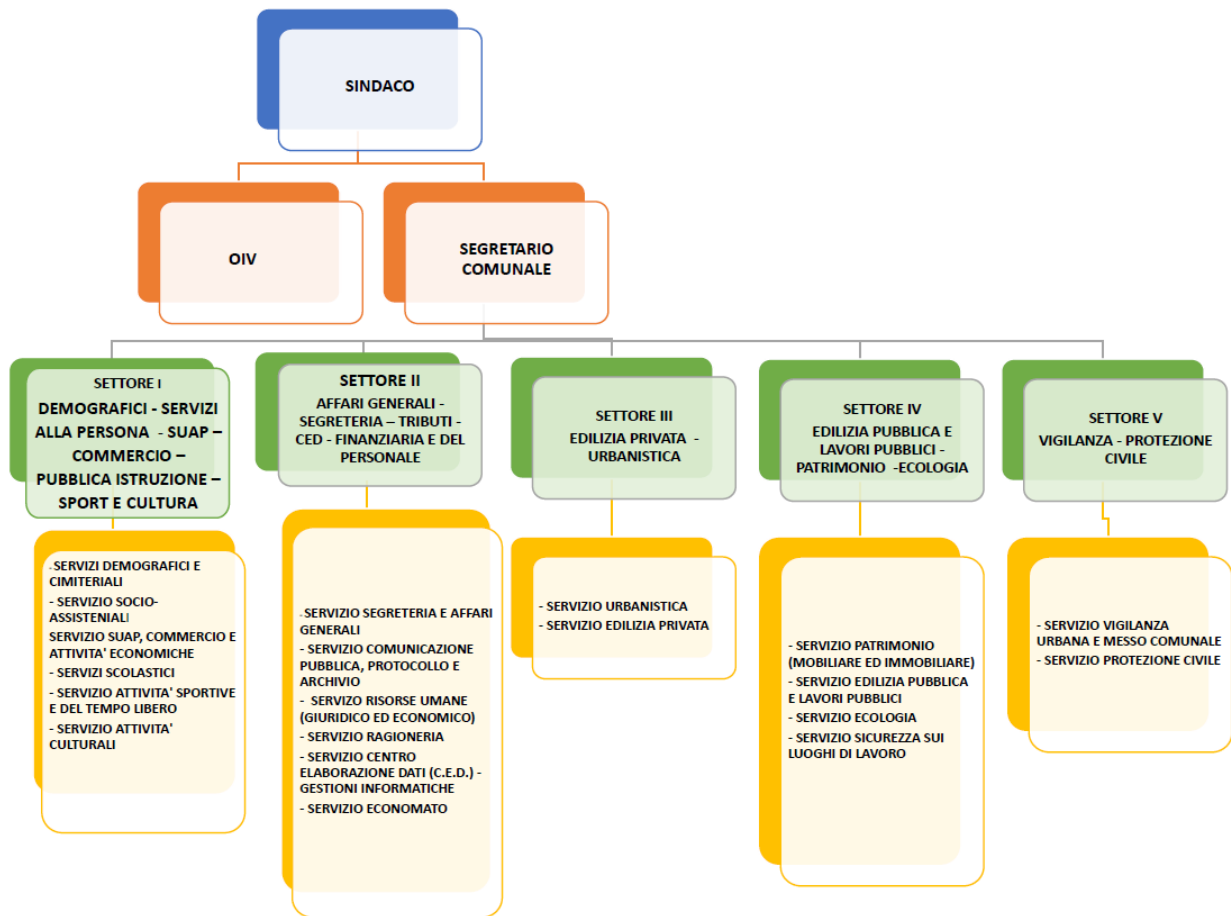 SINDACO
OIV
SEGRETARIO
COMUNALE
SETTORE I
DEMOGRAFICI - SERVIZI
ALLA PERSONA - SUAP –
COMMERCIO –
PUBBLICA ISTRUZIONE –
SPORT E CULTURA
SETTORE II
AFFARI GENERALI -
SEGRETERIA – TRIBUTI -
CED - FINANZIARIA E DEL
PERSONALE
SETTORE III
EDILIZIA PRIVATA -
URBANISTICA
SETTORE IV
EDILIZIA PUBBLICA E
LAVORI PUBBLICI -
PATRIMONIO -ECOLOGIA
SETTORE V
VIGILANZA - PROTEZIONE
CIVILE
- SERVIZI DEMOGRAFICI E
CIMITERIALI
- SERVIZIO SOCIO-
ASSISTENIALI
SERVIZIO SUAP, COMMERCIO E
ATTIVITA' ECONOMICHE
- SERVIZI SCOLASTICI
- SERVIZIO ATTIVITA' SPORTIVE
E DEL TEMPO LIBERO
- SERVIZIO ATTIVITA'
CULTURALI
- SERVIZIO SEGRETERIA E AFFARI
GENERALI
- SERVIZIO COMUNICAZIONE
PUBBLICA, PROTOCOLLO E
ARCHIVIO
- SERVIZO RISORSE UMANE
(GIURIDICO ED ECONOMICO)
- SERVIZIO RAGIONERIA
- SERVIZIO CENTRO
ELABORAZIONE DATI (C.E.D.) -
GESTIONI INFORMATICHE
- SERVIZIO ECONOMATO
- SERVIZIO URBANISTICA
- SERVIZIO EDILIZIA PRIVATA
- SERVIZIO PATRIMONIO
(MOBILIARE ED IMMOBILIARE)
- SERVIZIO EDILIZIA PUBBLICA
E LAVORI PUBBLICI
- SERVIZIO ECOLOGIA
- SERVIZIO SICUREZZA SUI
LUOGHI DI LAVORO
- SERVIZIO VIGILANZA
URBANA E MESSO COMUNALE
- SERVIZIO PROTEZIONE CIVILE